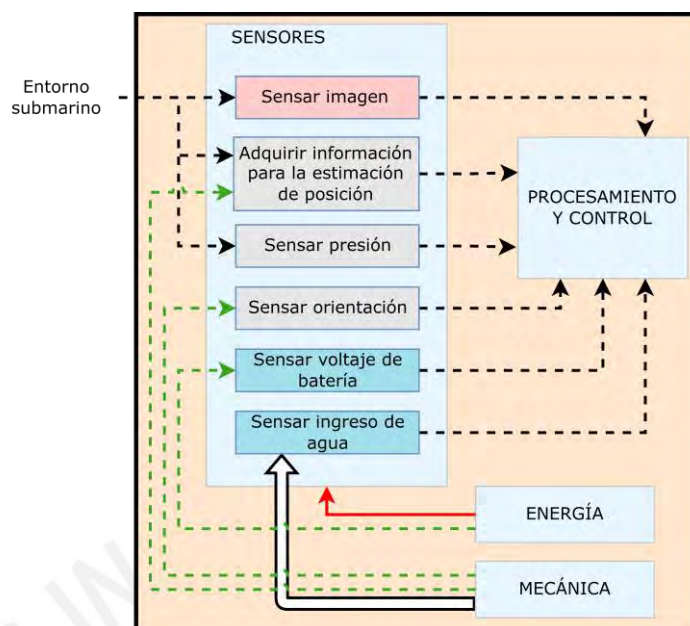 SENSORES
Entorno
submarino
Sensar imagen
Adquirir información
para la estimación
de posición
PROCESAMIENTO
Y CONTROL
Sensar presión
Sensar orientación
Sensar voltaje de
batería
Sensar ingreso de
agua
ENERGÍA
MECÁNICA